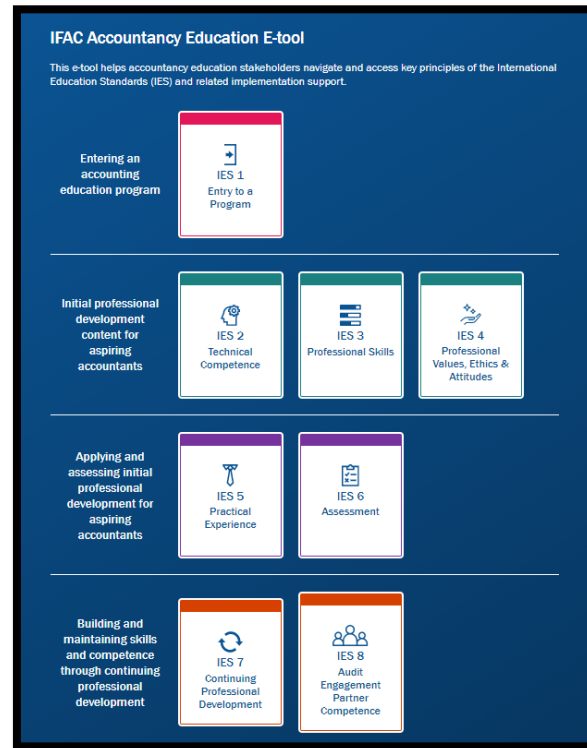 IFAC Accountancy Education E-tool
This e-tool helps accountancy education stakeholders navigate and access key principles of the International
Education Standards (IES) and related implementation support.
Entering an
accounting
education program
IES 1
Entry to a
Program
Initial professional
development
content for
aspiring
accountants
IES 2
Technical
Competence
IES 3
Professional Skills
IES 4
Professional
Values, Ethics &
Attitudes
Applying and
assessing initial
professional
development for
aspiring
accountants
IES 5
Practical
Experience
IES 6
Assessment
Building and
maintaining skills
and competence
through continuing
professional
development
IES 7
Continuing
Professional
Development
IES 8
Audit
Engagement
Partner
Competence